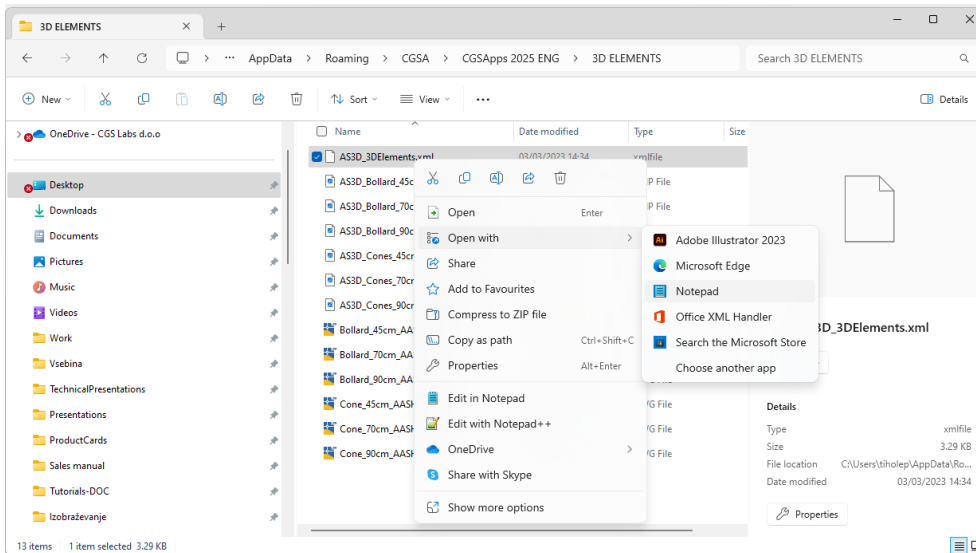 3D ELEMENTS
AppData > Roaming > CGSA > CGSApps 2025 ENG > 3D ELEMENTS
Search 3D ELEMENTS
New
Sort
View
Details
OneDrive - CGS Labs d.o.o
Desktop
Downloads
Documents
Pictures
Music
Videos
Work
Vsebina
TechnicalPresentations
Presentations
ProductCards
Sales manual
Tutorials-DOC
Izobraževanje
Name Date modified Type Size
AS3D_3DElements.xml 03/03/2023 14:34 xmlfile
AS3D_Bollard_45c P File
AS3D_Bollard_70c P File
AS3D_Bollard_90c
AS3D_Cones_45cr
AS3D_Cones_70cr
AS3D_Cones_90cr
Bollard_45cm_AA
Bollard_70cm_AA
Bollard_90cm_AA
Cone_45cm_AASH G File
Cone_70cm_AASH /G File
Cone_90cm_AASH /G File
Open Enter
Open with
Share
Add to Favourites
Compress to ZIP file
Copy as path Ctrl+Shift+C
Properties Alt+Enter
Edit in Notepad
Edit with Notepad++
OneDrive
Share with Skype
Show more options
Adobe Illustrator 2023
Microsoft Edge
Notepad
Office XML Handler
Search the Microsoft Store
Choose another app
3D_3DElements.xml
Details
Type xmlfile
Size 3.29 KB
File location C:\Users\tiholep\AppData\Ro...
Date modified 03/03/2023 14:34
Properties
13 items 1 item selected 3.29 KB